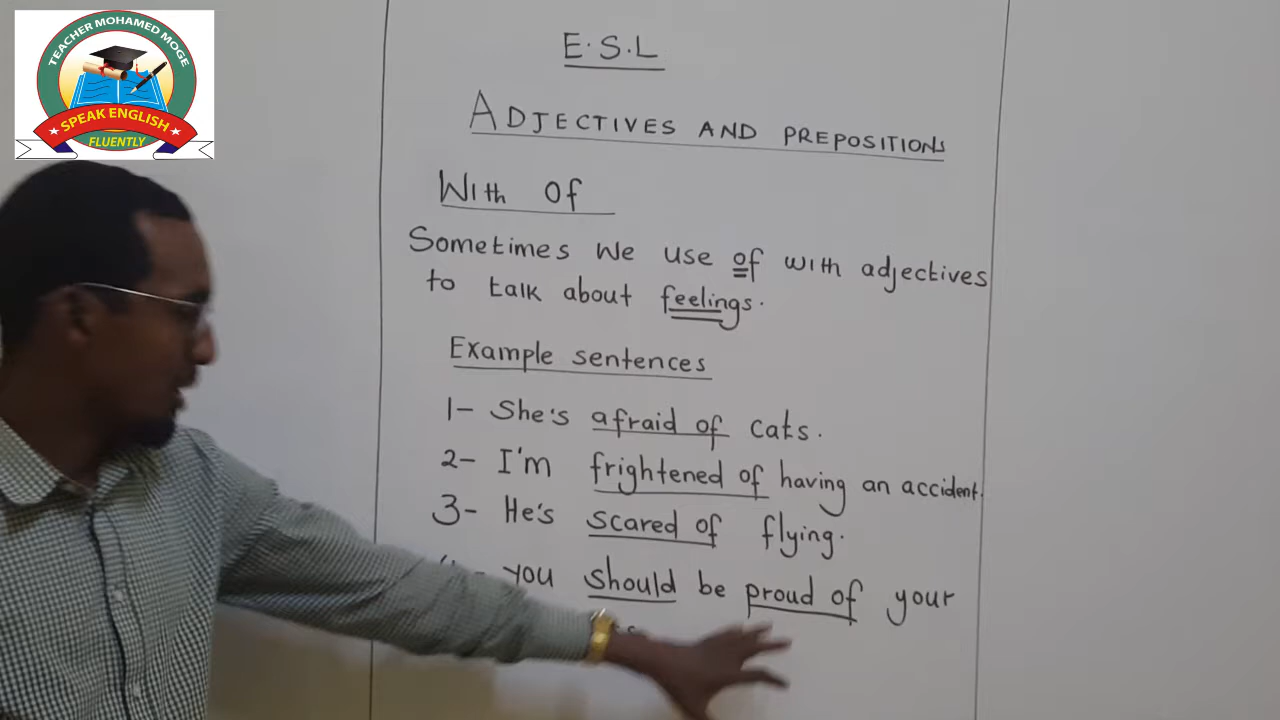 TEACHER MOHAMED MOGE
SPEAK ENGLISH
FLUENTLY
E.S.L
ADJECTIVES AND PREPOSITIONS
With Of
Sometimes We use of with adjectives
to talk about feelings.
Example sentences
1- She's afraid of cats.
2- I'm frightened of having an accident.
3- He's scared of flying.
you should be proud of your